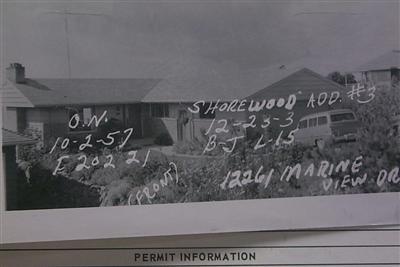 O.N.
10-2-57
E 202 21
(FRONT)
SHOREWOOD ADD. #3
12-23-3
B-J L-15
12261 MARINE
VIEW DR.
PERMIT INFORMATION